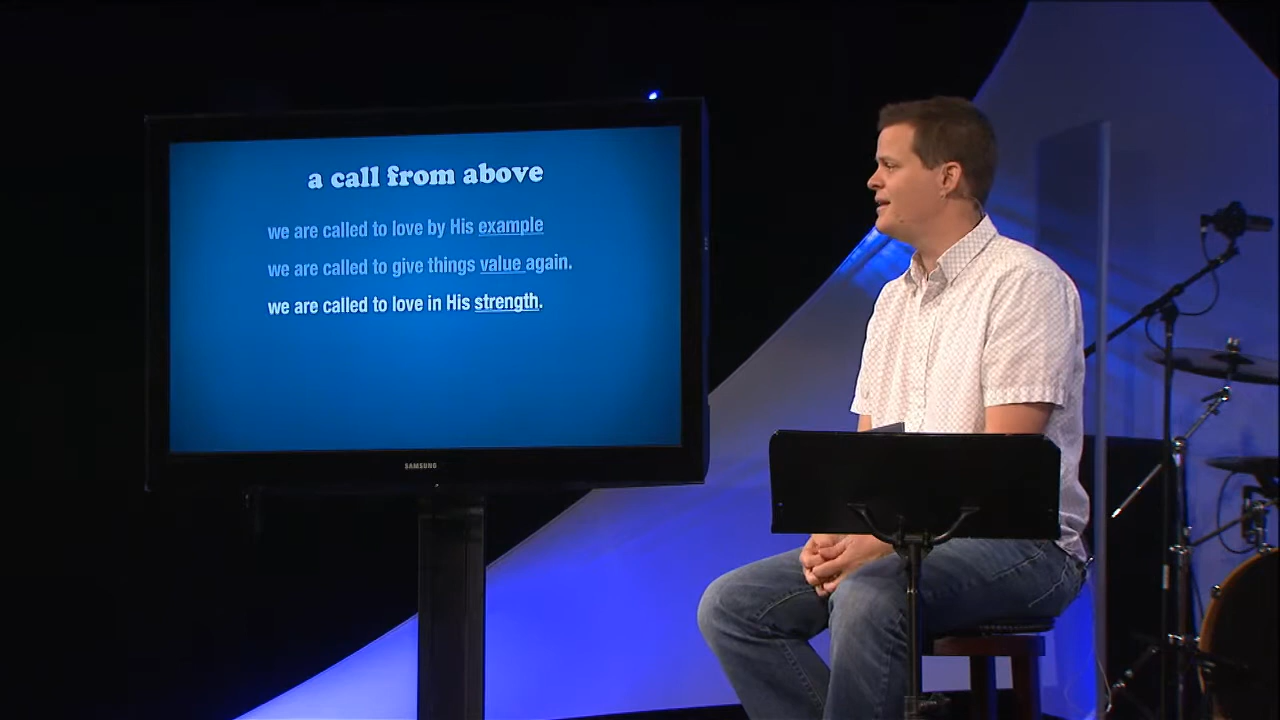 a call from above
we are called to love by His example
we are called to give things value again.
we are called to love in His strength.
SAMSUNG